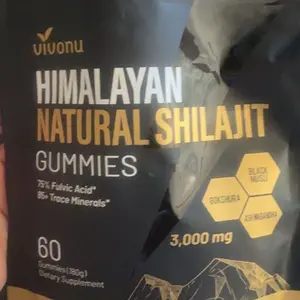 vivonu
HIMALAYAN
NATURAL SHILAJIT
GUMMIES
75% Fulvic Acid*
85+ Trace Minerals*
BLACK
MUSLI
GOKSHURA
ASHWAGANDHA
3,000 mg
60
Gummies (180g)
Dietary Supplement